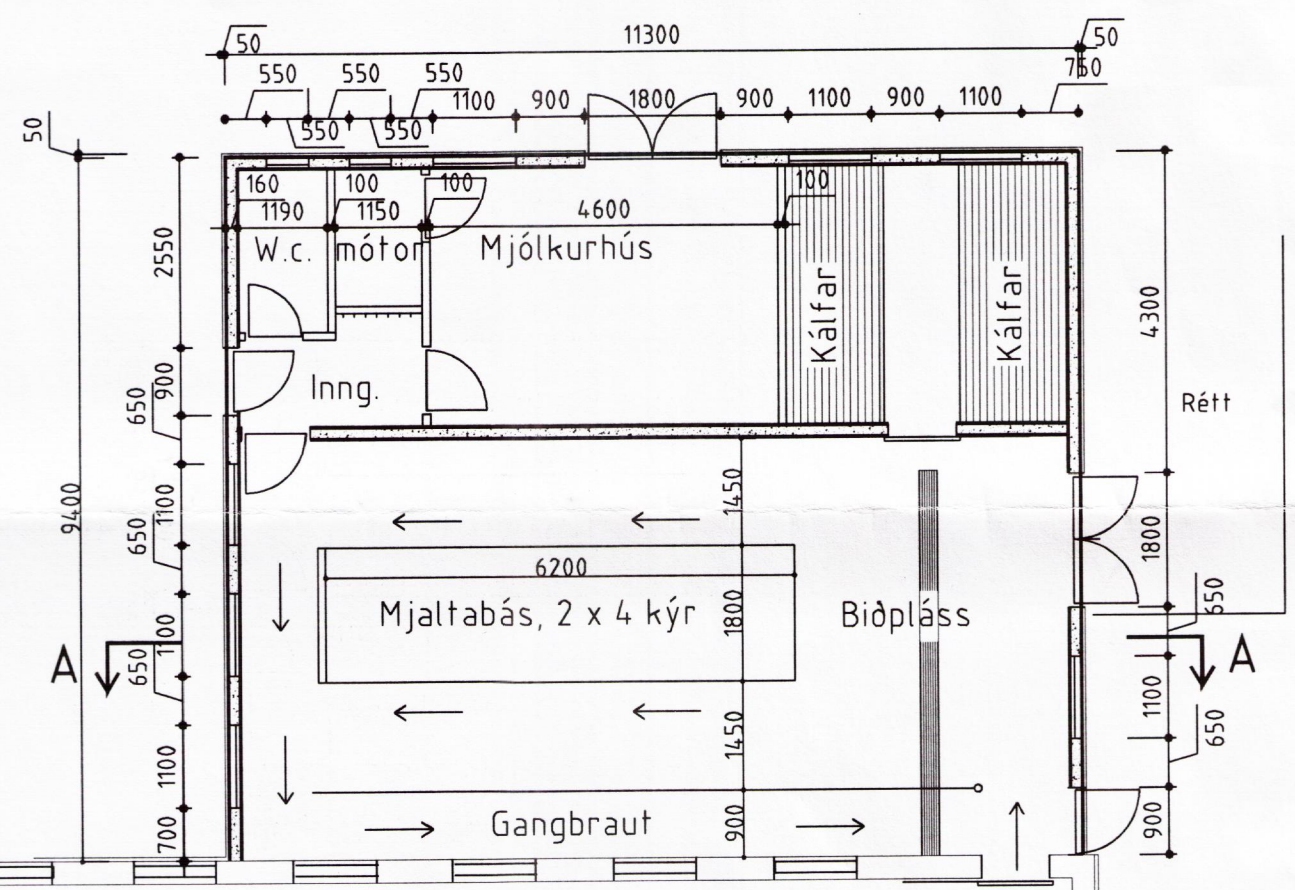 50 11300 50
550 550 550 750
1100 900 1800 900 1100 900 1100
550 550
50
160 100 100 100
1190 1150 4600
W.c. mótor Mjólkurhús
2550
Kálfar Kálfar
4300
900 Inng.
650
Rétt
9400
1100
1450
650
6200
1800
Mjaltabás, 2 x 4 kýr
1800
Biðpláss
650
1100
A A
650
1100
650
1450
1100
700
Gangbraut
900
900